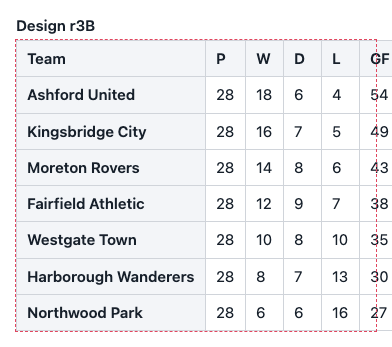 Design r3B
Team P W D L GF
Ashford United 28 18 6 4 54
Kingsbridge City 28 16 7 5 49
Moreton Rovers 28 14 8 6 43
Fairfield Athletic 28 12 9 7 38
Westgate Town 28 10 8 10 35
Harborough Wanderers 28 8 7 13 30
Northwood Park 28 6 6 16 27